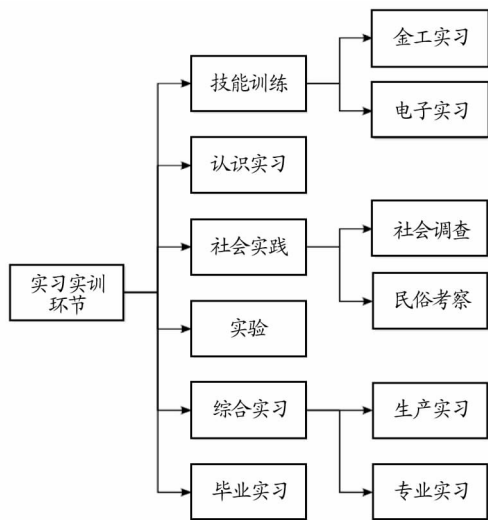 金工实习
技能训练
电子实习
认识实习
社会调查
社会实践
实习实训
环节
民俗考察
实验
综合实习
生产实习
毕业实习
专业实习